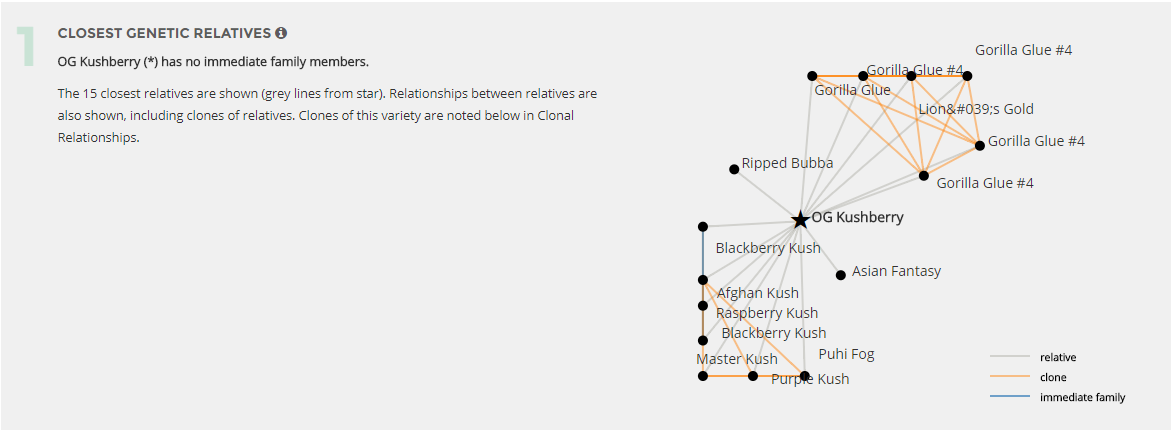 1
CLOSEST GENETIC RELATIVES
OG Kushberry (*) has no immediate family members.
The 15 closest relatives are shown (grey lines from star). Relationships between relatives are
also shown, including clones of relatives. Clones of this variety are noted below in Clonal
Relationships.
Gorilla Glue #4
Gorilla Glue #4
Gorilla Glue
Lion&#039;s Gold
Gorilla Glue #4
Ripped Bubba
Gorilla Glue #4
OG Kushberry
Blackberry Kush
Asian Fantasy
Afghan Kush
Raspberry Kush
Blackberry Kush
Master Kush
Puhi Fog
Purple Kush
relative
clone
immediate family